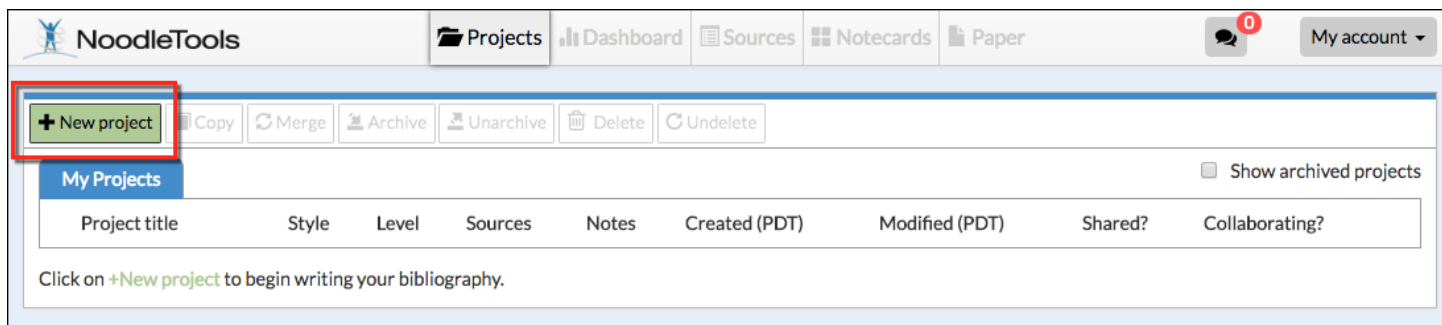 NoodleTools Projects Dashboard Sources Notecards Paper 0 My account
+ New project Copy Merge Archive Unarchive Delete Undelete
My Projects Show archived projects
Project title Style Level Sources Notes Created (PDT) Modified (PDT) Shared? Collaborating?
Click on +New project to begin writing your bibliography.